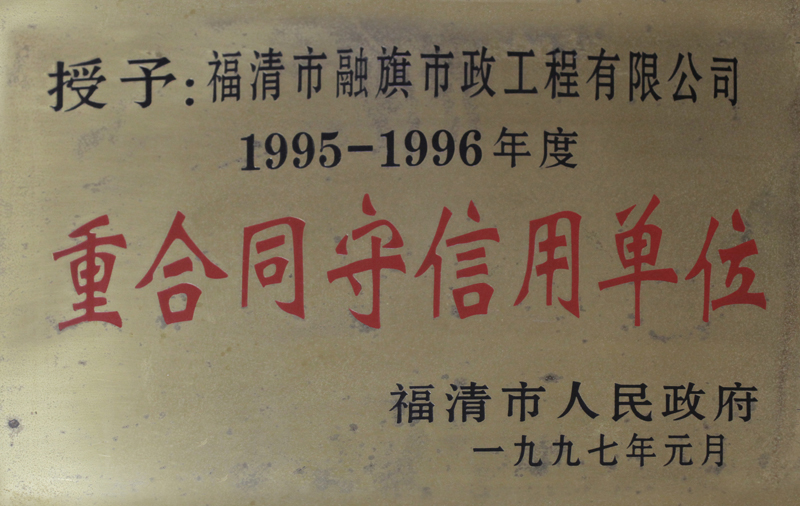 授予:福清市融旗市政工程有限公司
1995-1996年度
重合同守信用单位
福清市人民政府
一九九七年元月